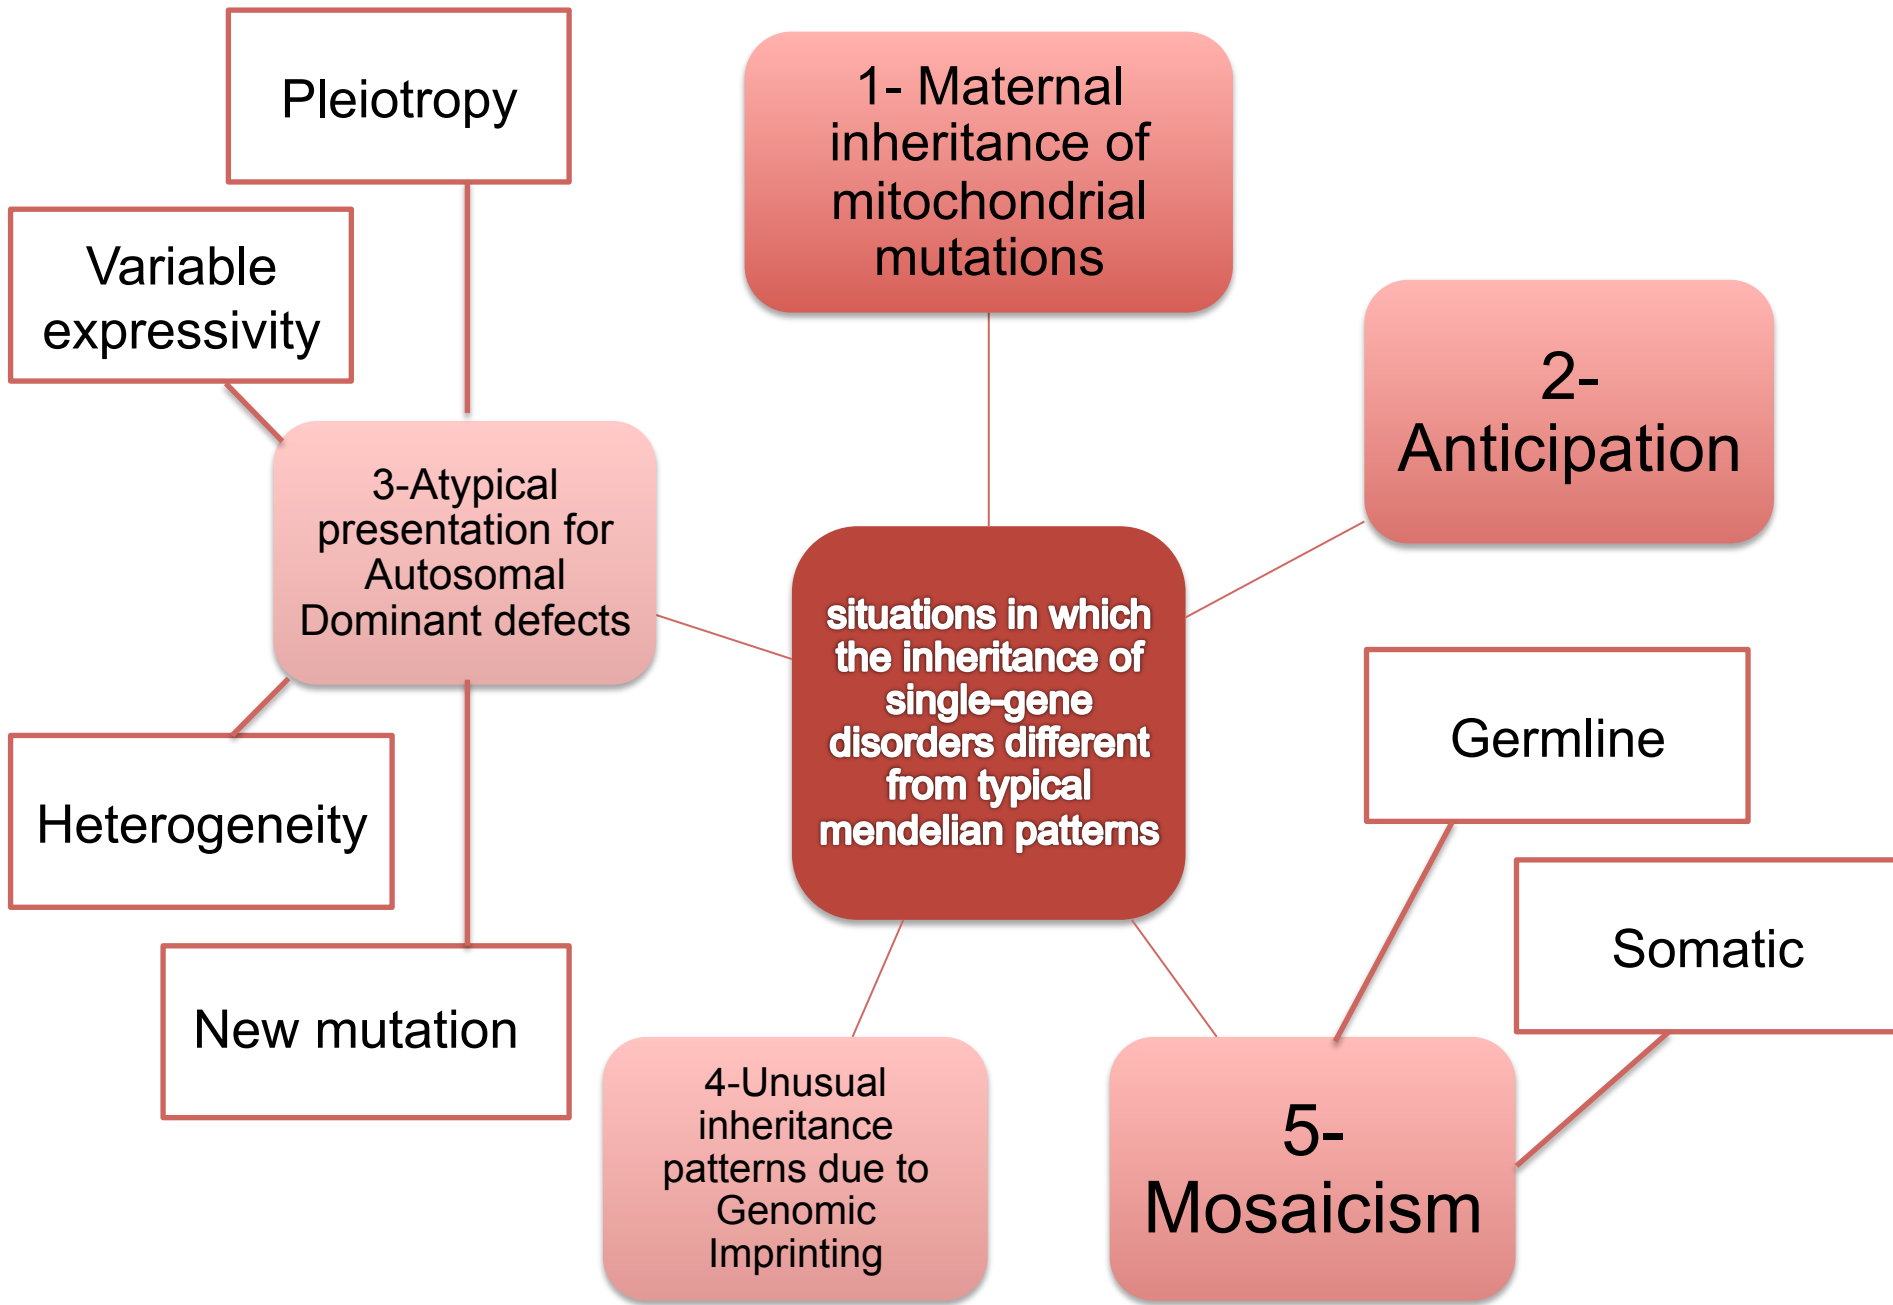 Pleiotropy
Variable
expressivity
1- Maternal
inheritance of
mitochondrial
mutations
2-
Anticipation
3-Atypical
presentation for
Autosomal
Dominant defects
situations in which
the inheritance of
single-gene
disorders different
from typical
mendelian patterns
Germline
Somatic
Heterogeneity
New mutation
4-Unusual
inheritance
patterns due to
Genomic
Imprinting
5-
Mosaicism